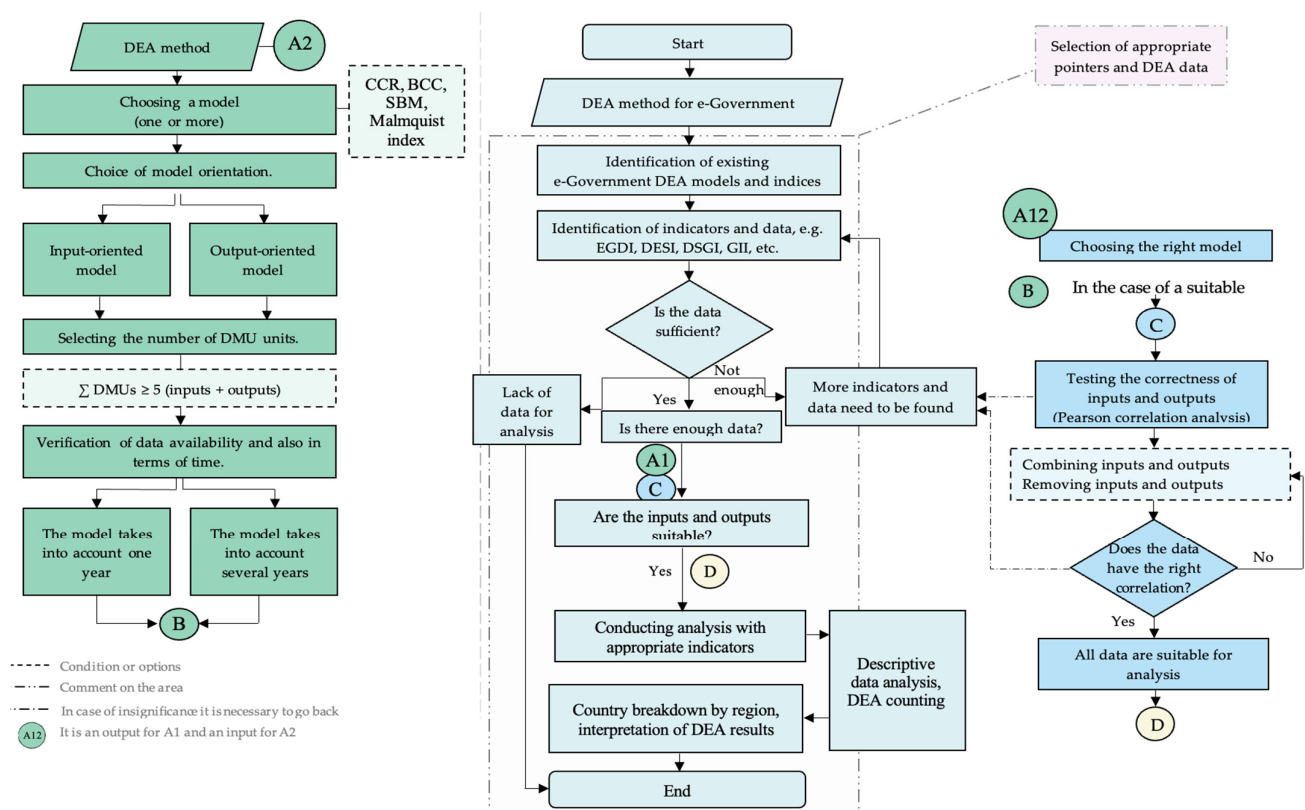 DEA method
A2
Choosing a model
(one or more)
CCR, BCC,
SBM,
Malmquist
index
Choice of model orientation.
Input-oriented
model
Output-oriented
model
Selecting the number of DMU units.
∑ DMUs ≥ 5 (inputs + outputs)
Verification of data availability and also in
terms of time.
The model takes
into account one
year
The model takes
into account
several years
B
Condition or options
Comment on the area
In case of insignificance it is necessary to go back
A12
It is an output for A1 and an input for A2
Start
DEA method for e-Government
Identification of existing
e-Government DEA models and indices
Identification of indicators and data, e.g.
EGDI, DESI, DSGI, GII, etc.
Is the data
sufficient?
Not
enough
Yes
Lack of
data for
analysis
Is there enough data?
More indicators and
data need to be found
A1
C
Are the inputs and outputs
suitable?
Yes
D
Conducting analysis with
appropriate indicators
Descriptive
data analysis,
DEA counting
Country breakdown by region,
interpretation of DEA results
End
Selection of appropriate
pointers and DEA data
A12
Choosing the right model
B
In the case of a suitable
C
Testing the correctness of
inputs and outputs
(Pearson correlation analysis)
Combining inputs and outputs
Removing inputs and outputs
Does the data
have the right
correlation?
No
Yes
All data are suitable for
analysis
D